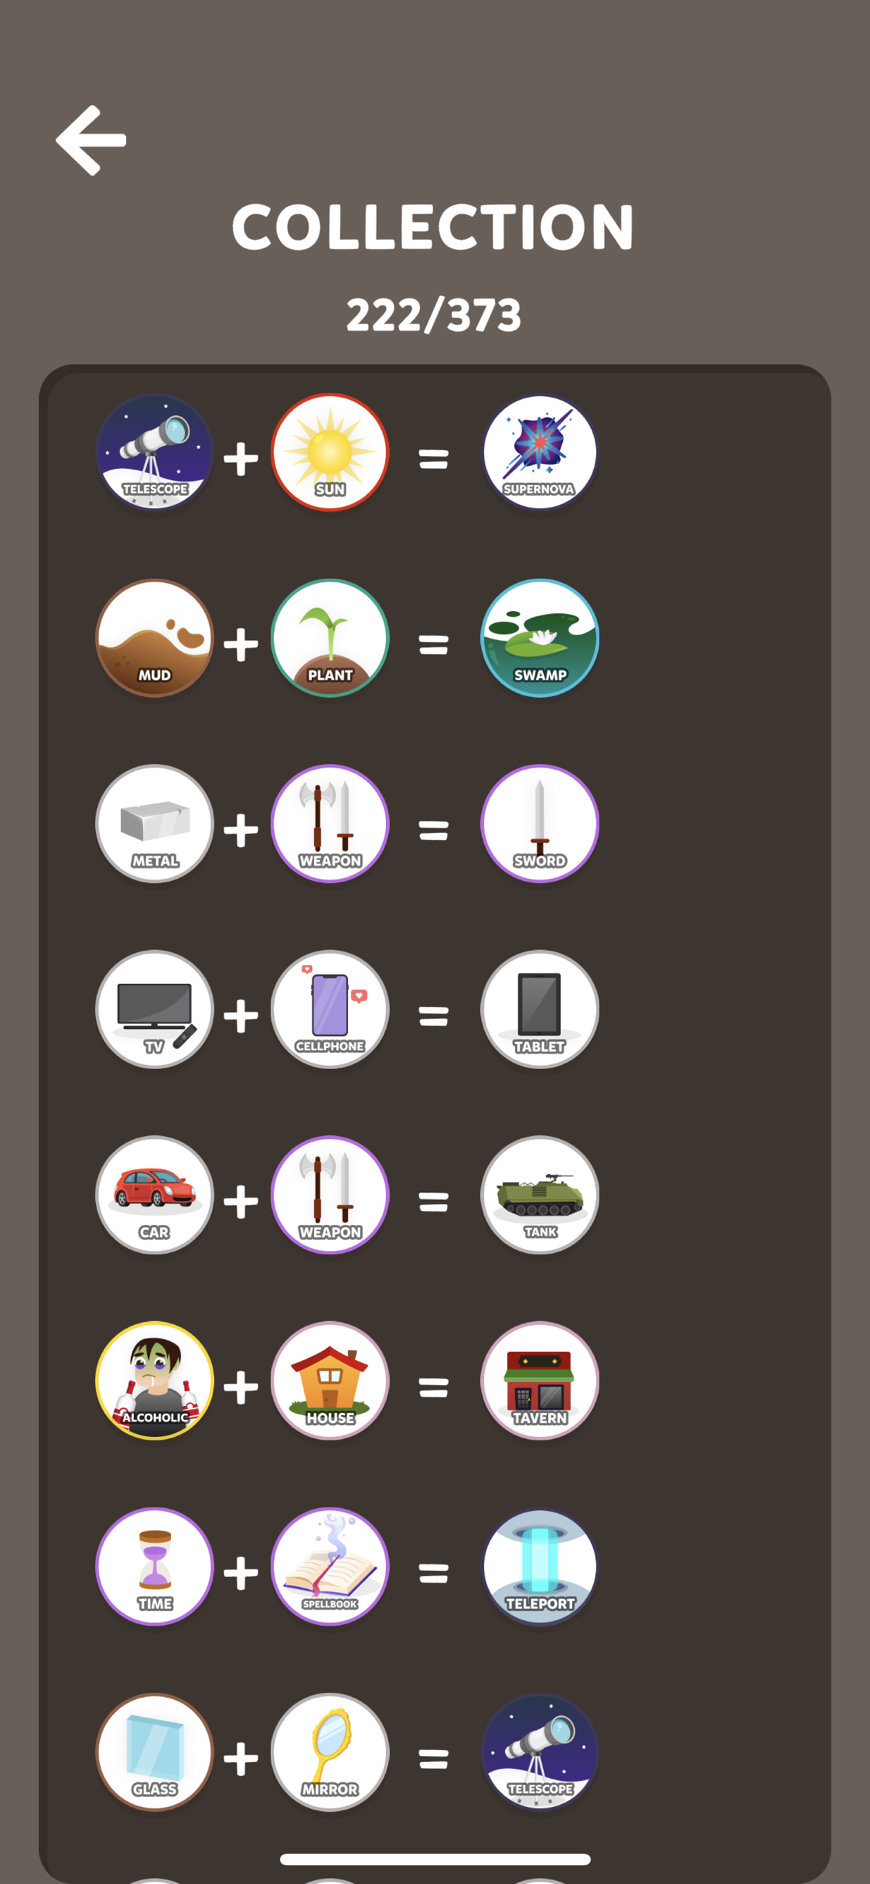 COLLECTION
222/373
TELESCOPE + SUN = SUPERNOVA
MUD + PLANT = SWAMP
METAL + WEAPON = SWORD
TV + CELLPHONE = TABLET
CAR + WEAPON = TANK
ALCOHOLIC + HOUSE = TAVERN
TIME + SPELLBOOK = TELEPORT
GLASS + MIRROR = TELESCOPE